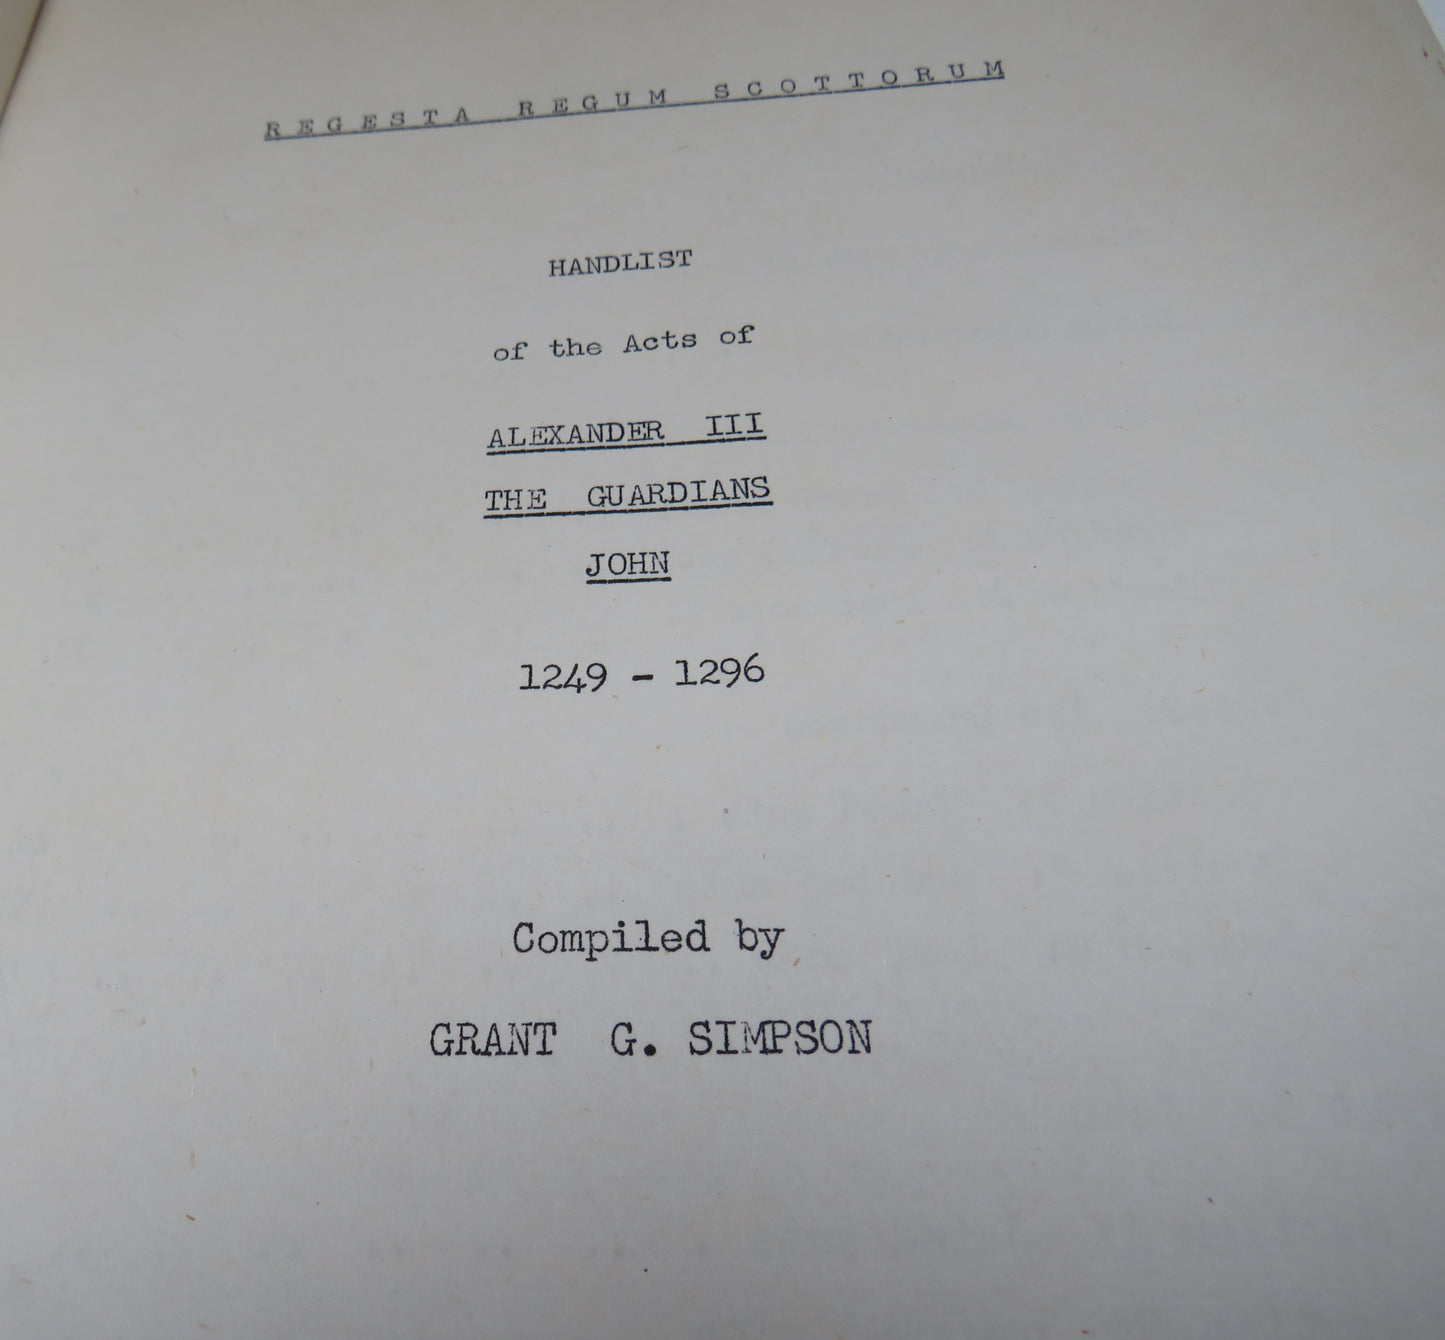 REGESTA REGUM SCOTTORUM
HANDLIST
of the Acts of
ALEXANDER III
THE GUARDIANS
JOHN
1249 - 1296
Compiled by
GRANT G. SIMPSON